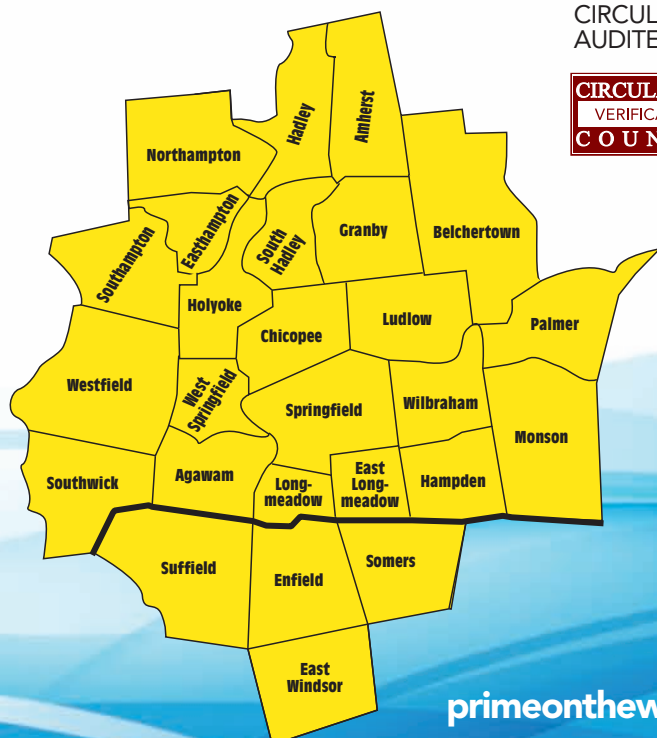 CIRCUL
AUDITE
CIRCUL
VERIFICA
COUN
Hadley
Amherst
Northampton
Easthampton
South
Hadley
Granby
Belchertown
Southampton
Holyoke
Chicopee
Ludlow
Palmer
Westfield
West
Springfield
Springfield
Wilbraham
Monson
Southwick
Agawam
Long-
meadow
East
Long-
meadow
Hampden
Suffield
Enfield
Somers
East
Windsor
primeonthew